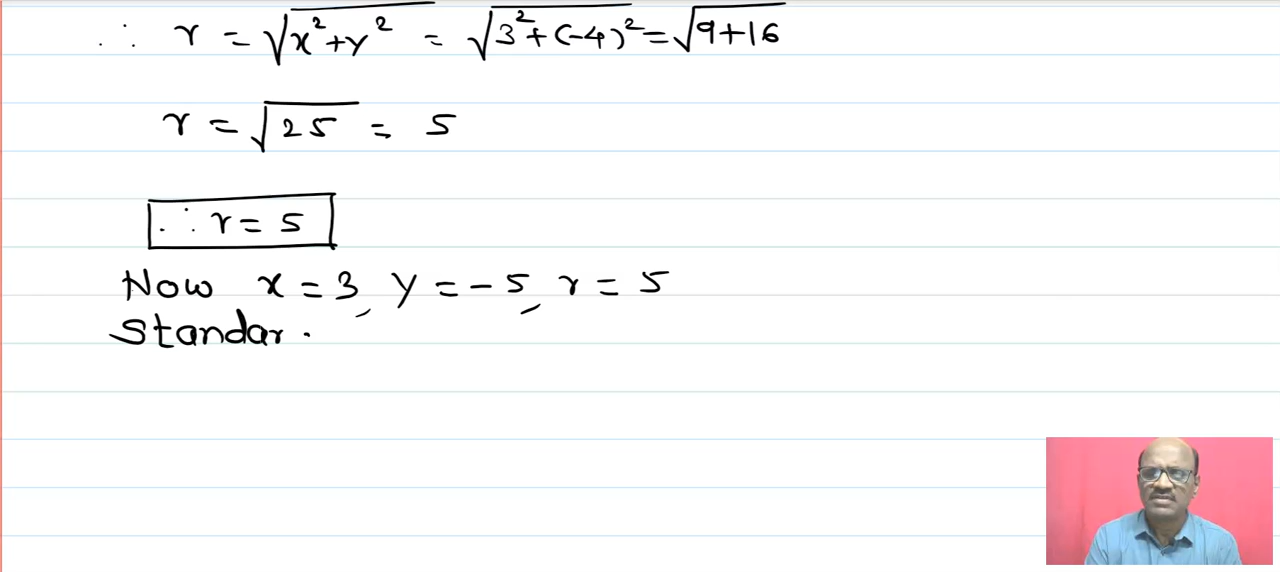 ∴ r = √x²+y² = √3²+(-4)² = √9+16
r = √25 = 5
∴ r = 5
Now x = 3, y = -5, r = 5
Standar